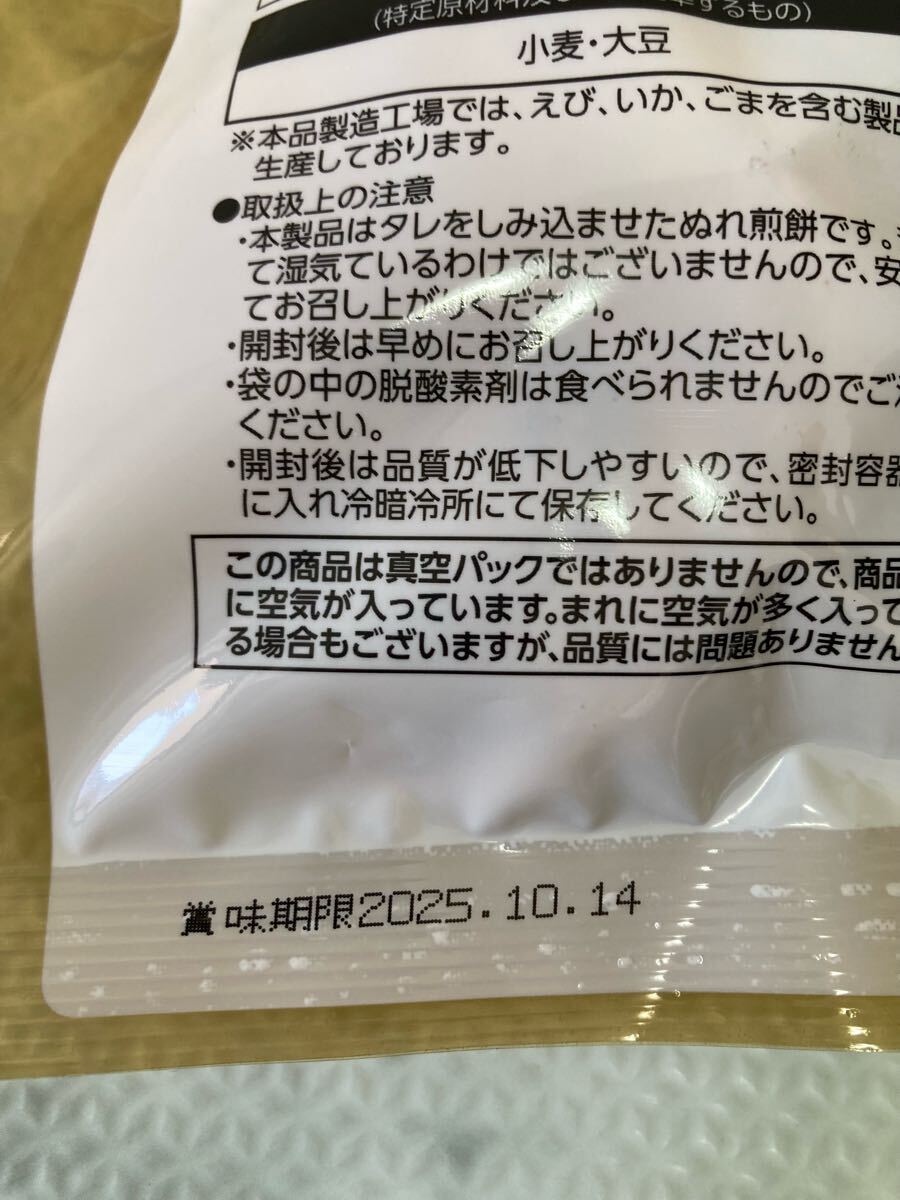 (特定原材料及び するもの)
小麦・大豆
※本品製造工場では、えび、いか、ごまを含む製品
生産しております。
●取扱上の注意
・本製品はタレをしみ込ませたぬれ煎餅です。
て湿気ているわけではございませんので、安
てお召し上がりください。
・開封後は早めにお召し上がりください。
・袋の中の脱酸素剤は食べられませんのでご注
ください。
・開封後は品質が低下しやすいので、密封容器
に入れ冷暗冷所にて保存してください。
この商品は真空パックではありませんので、商品
に空気が入っています。まれに空気が多く入って
る場合もございますが、品質には問題ありません
賞味期限2025.10.14